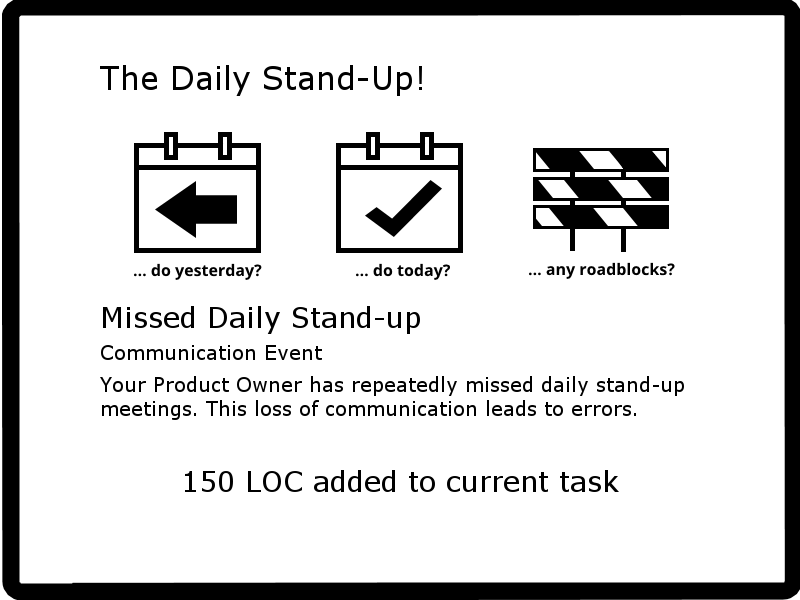 The Daily Stand-Up!
... do yesterday?
... do today?
... any roadblocks?
Missed Daily Stand-up
Communication Event
Your Product Owner has repeatedly missed daily stand-up
meetings. This loss of communication leads to errors.
150 LOC added to current task